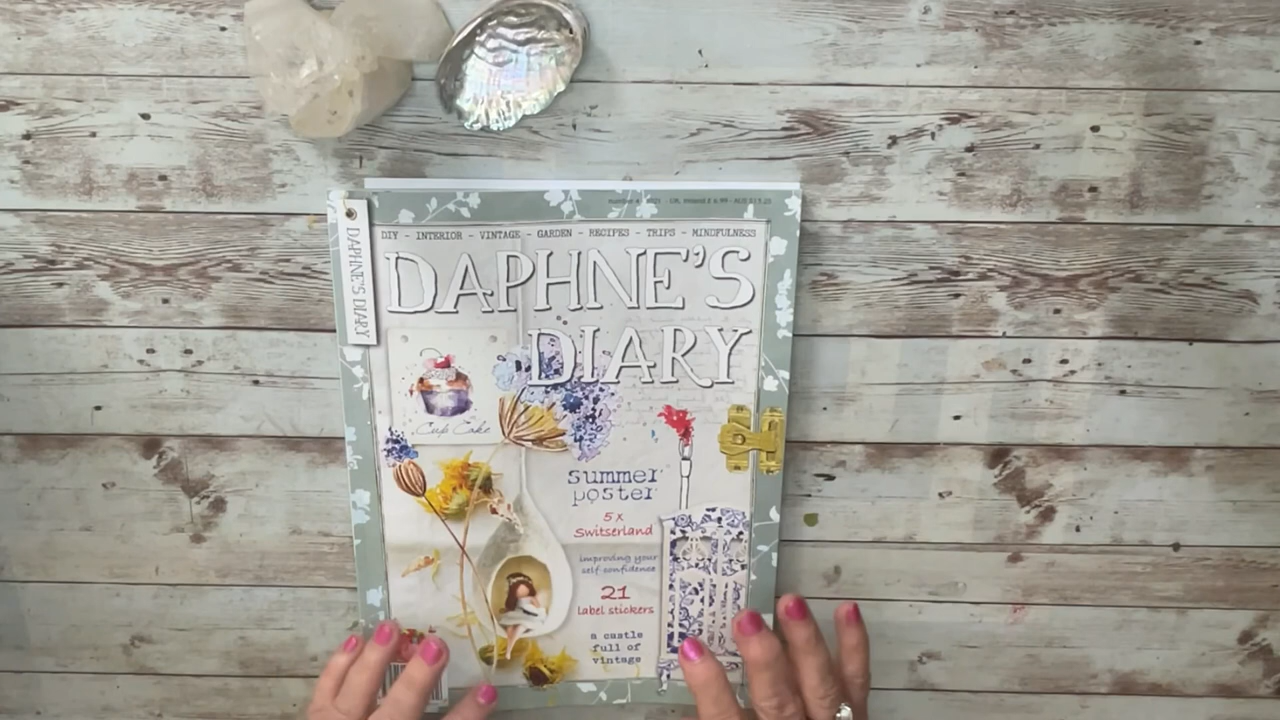 DIY - INTERIOR - VINTAGE - GARDEN - RECIPES - TRIPS - MINDFULNESS
DAPHNE'S DIARY
DAPHNE'S
DIARY
Cup Cake
summer
poster
5 x
Switserland
improving your
self confidence
21
label stickers
a castle
full of
vintage